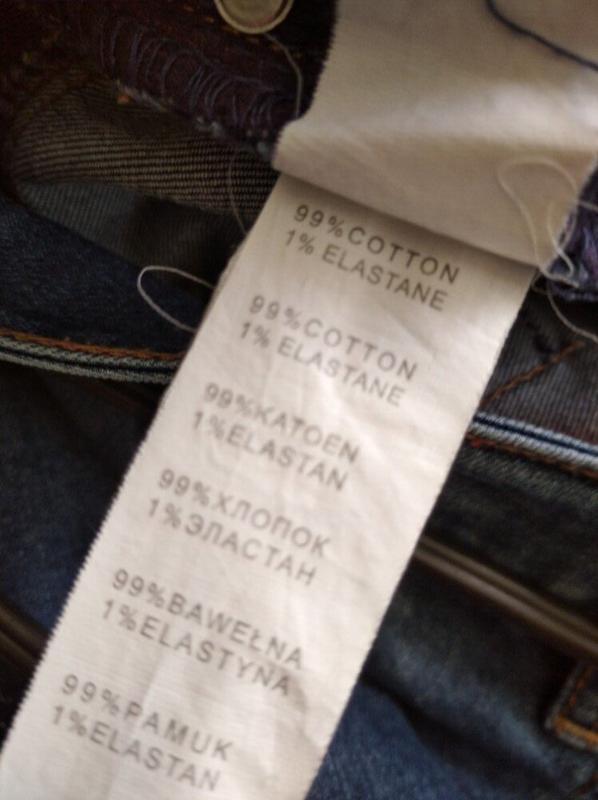 99%COTTON
1% ELASTANE
99%COTTON
1% ELASTANE
99%KATOEN
1%ELASTAN
99%ХЛОПОК
1%ЭЛАСТАН
99%BAWEŁNA
1%ELASTYNA
99%PAMUK
1%ELASTAN